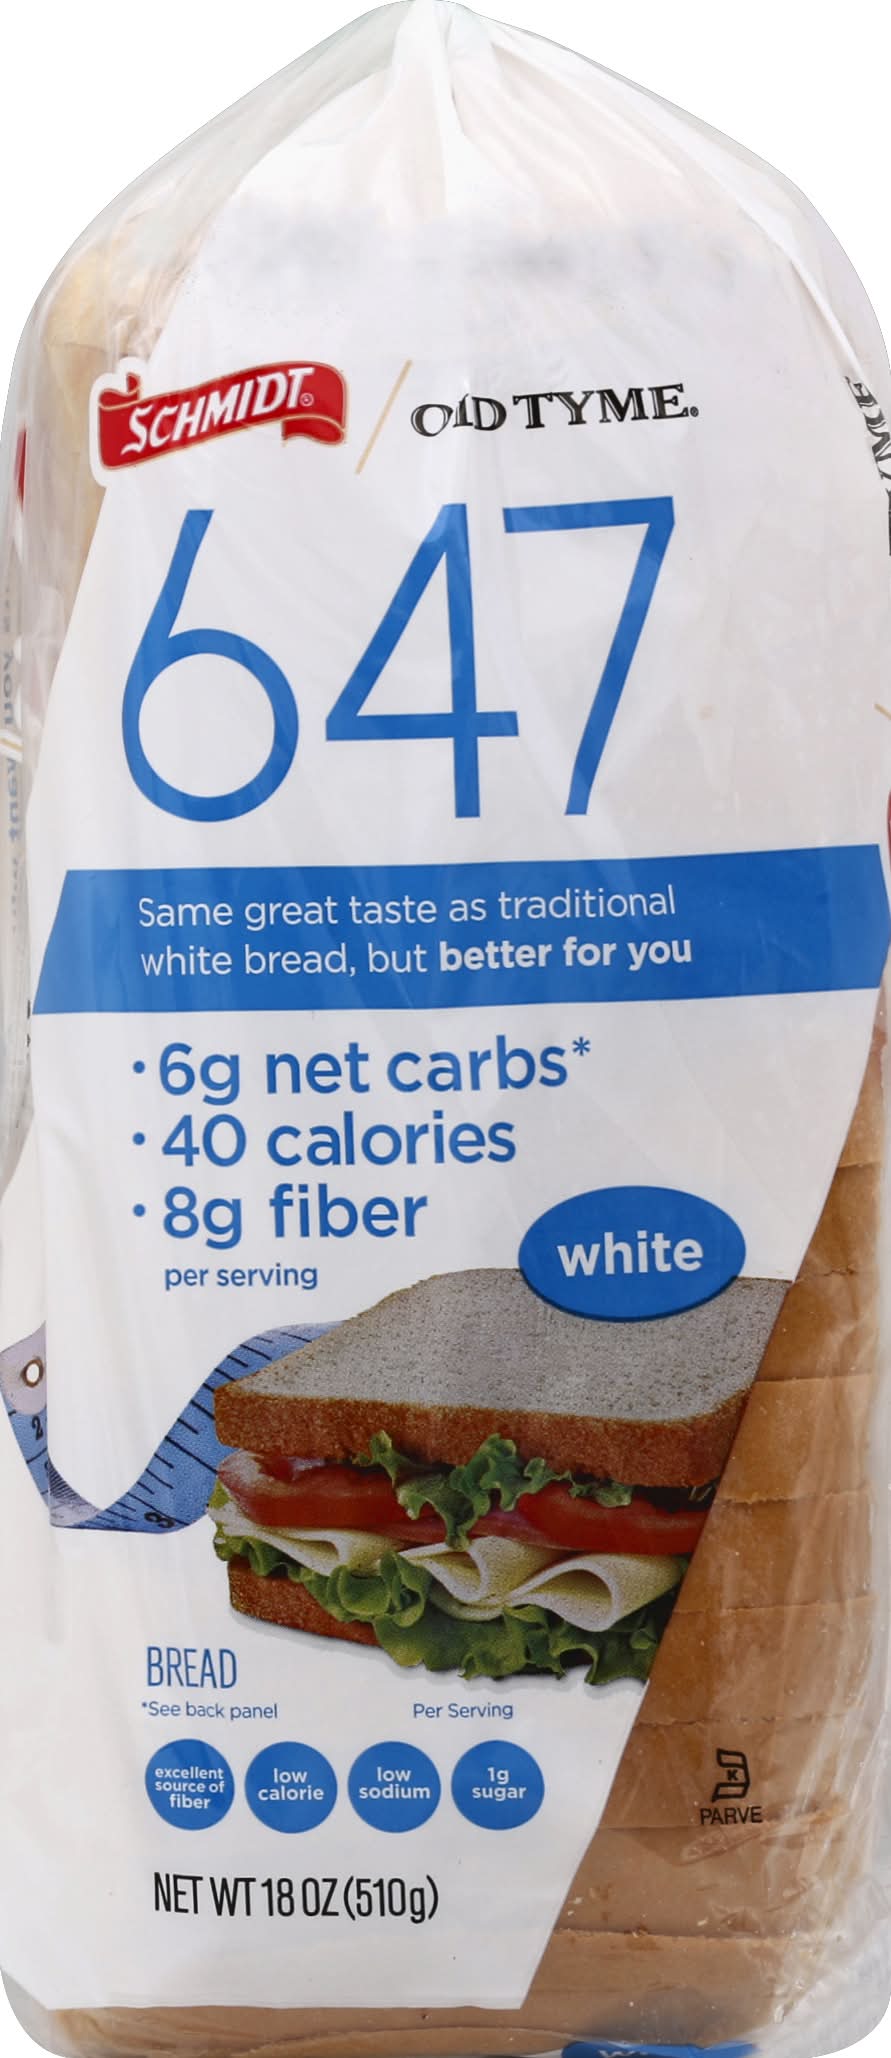 SCHMIDT® / OLD TYME®
647
Same great taste as traditional
white bread, but better for you
• 6g net carbs*
• 40 calories
• 8g fiber
per serving
white
2
3
BREAD
*See back panel
Per Serving
excellent
source of
fiber
low
calorie
low
sodium
1g
sugar
K
PARVE
NET WT 18 OZ (510g)